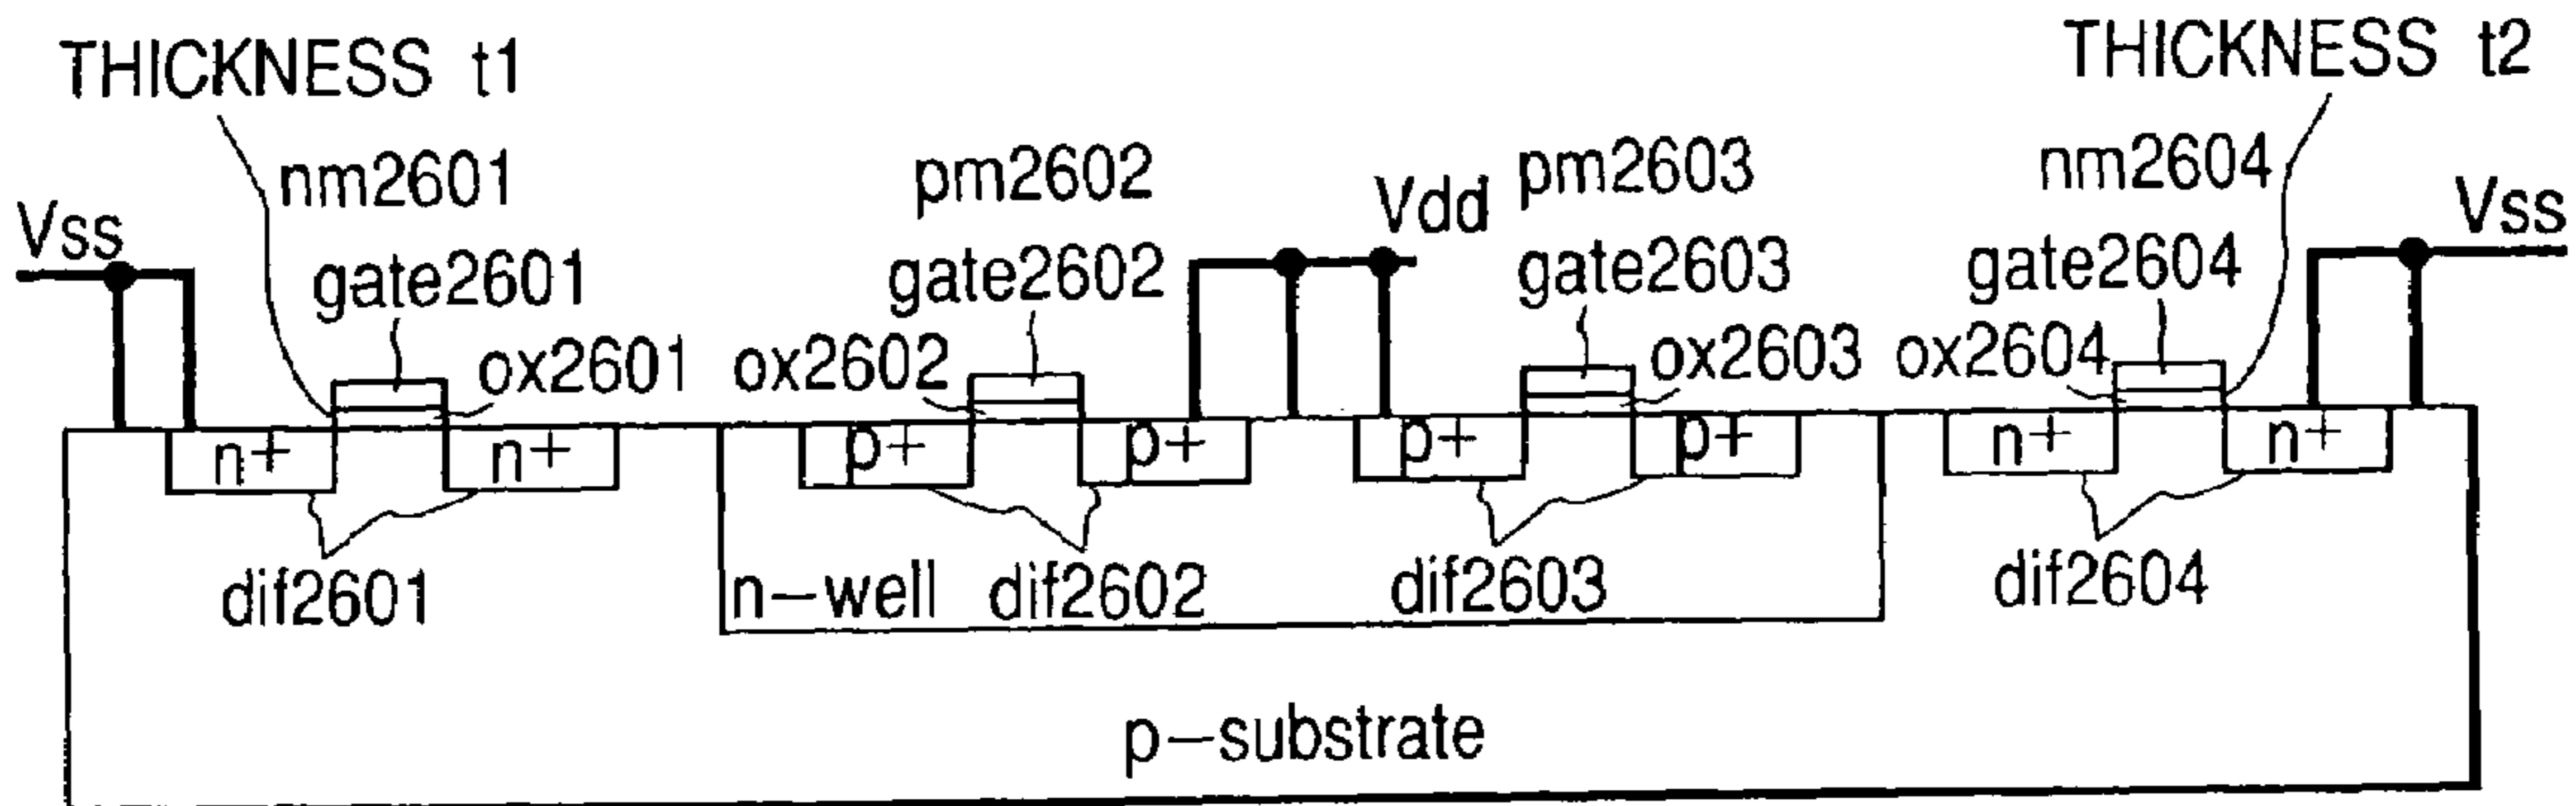 THICKNESS t1
THICKNESS t2
nm2601
pm2602
pm2603
nm2604
Vss
Vdd
Vss
gate2601
gate2602
gate2603
gate2604
ox2601
ox2602
ox2603
ox2604
n+
n+
p+
p+
p+
p+
n+
n+
dif2601
n-well
dif2602
dif2603
dif2604
p-substrate